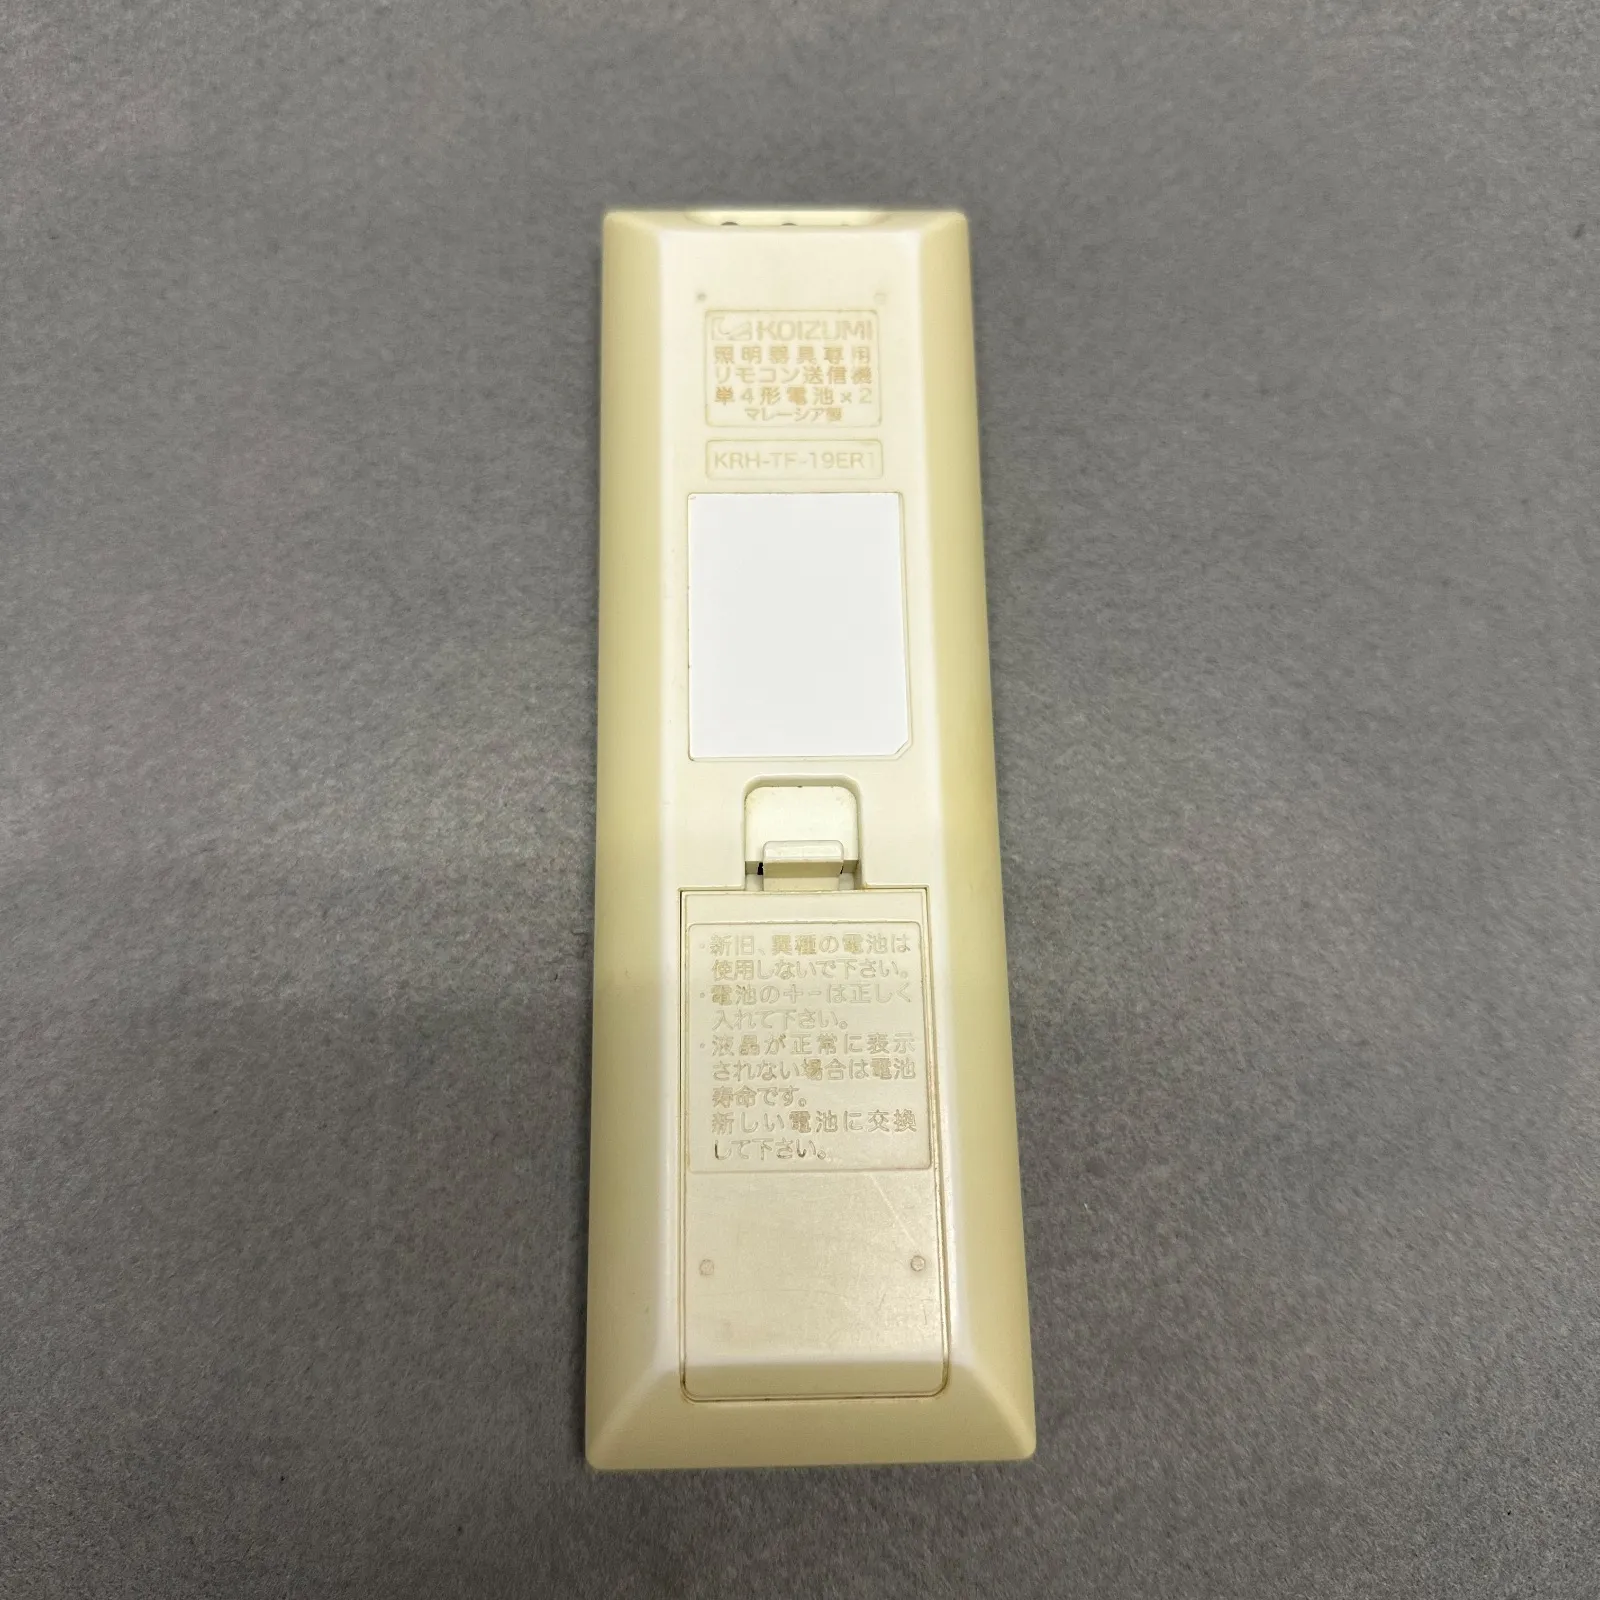 KOIZUMI
照明器具専用
リモコン送信機
単4形電池×2
マレーシア製
KRH-TF-19ER1
・新旧、異種の電池は
使用しないで下さい。
・電池の+-は正しく
入れて下さい。
・液晶が正常に表示
されない場合は電池
寿命です。
新しい電池に交換
して下さい。